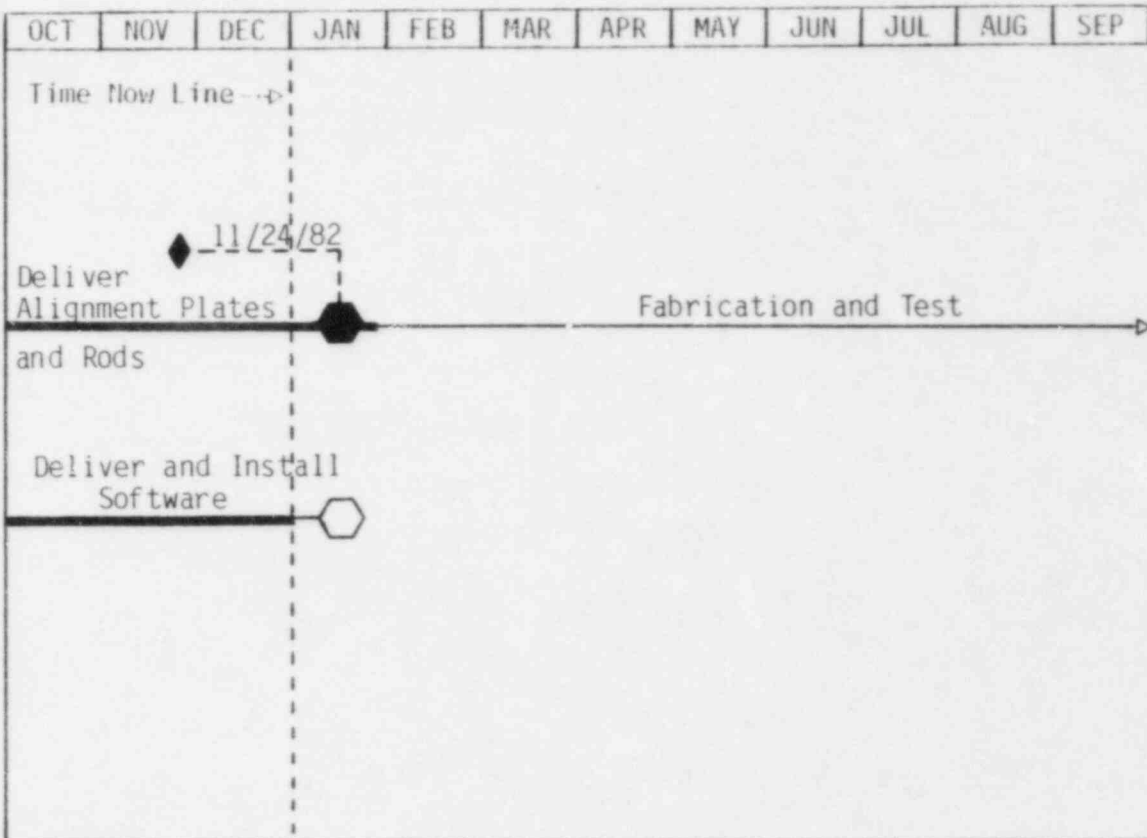 OCT NOV DEC JAN FEB MAR APR MAY JUN JUL AUG SEP
Time Now Line
11/24/82
Deliver
Alignment Plates
and Rods
Fabrication and Test
Deliver and Install
Software